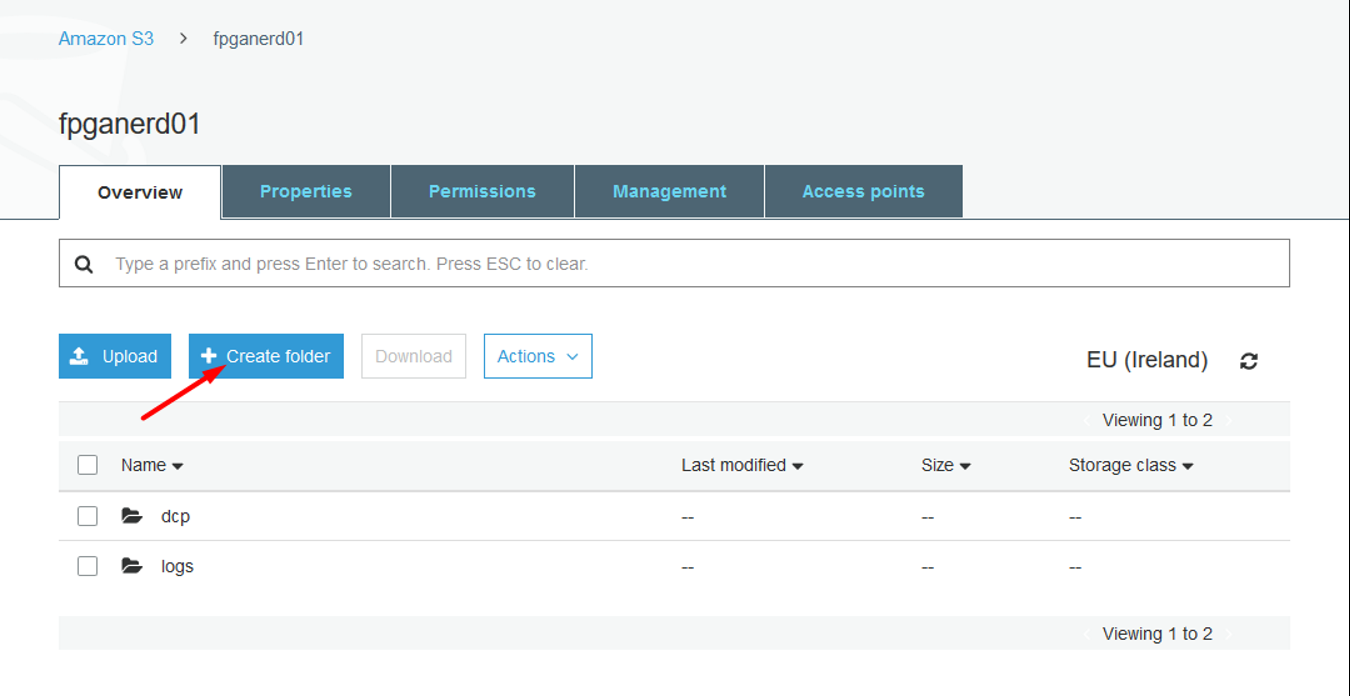 Amazon S3 > fpganerd01
fpganerd01
Overview Properties Permissions Management Access points
Type a prefix and press Enter to search. Press ESC to clear.
Upload Create folder Download Actions EU (Ireland)
Viewing 1 to 2
Name Last modified Size Storage class
dcp -- -- --
logs -- -- --
Viewing 1 to 2